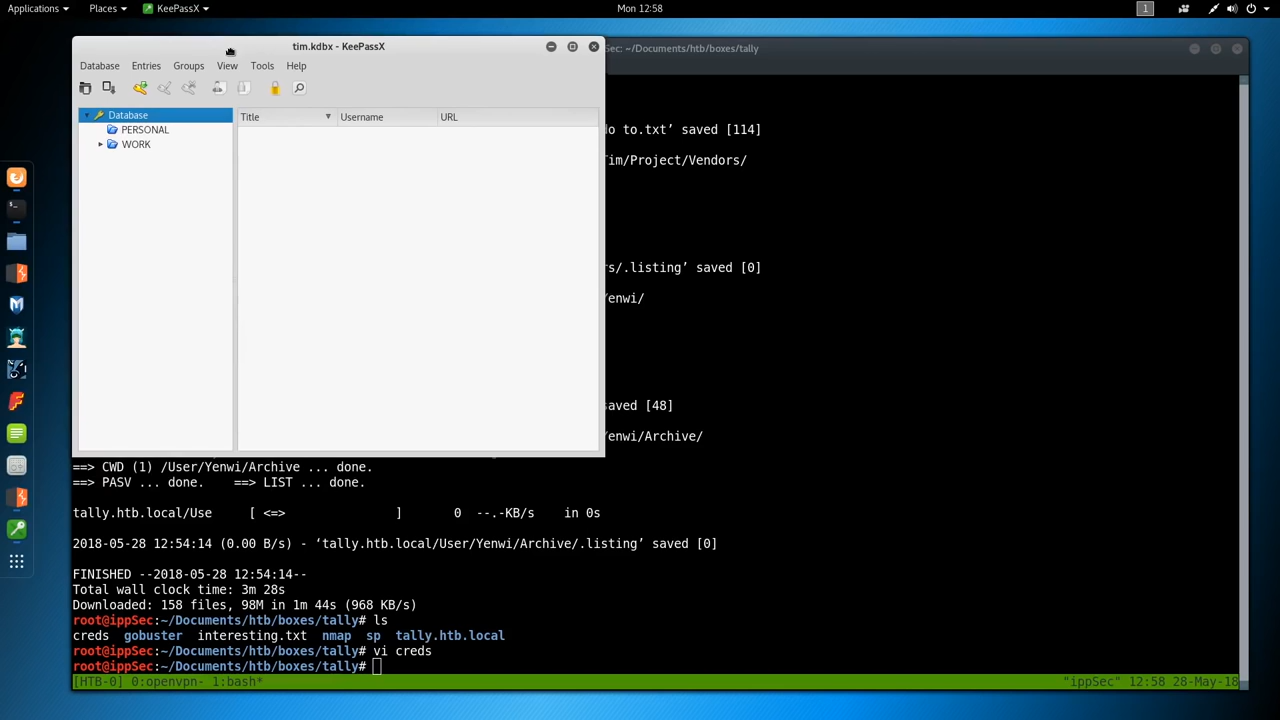 Applications Places KeePassX Mon 12:58 1
tim.kdbx - KeePassX
Sec: ~/Documents/htb/boxes/tally
Database Entries Groups View Tools Help
Database
PERSONAL
WORK
Title Username URL
o to.txt’ saved [114]
Tim/Project/Vendors/
rs/.listing’ saved [0]
enwi/
saved [48]
enwi/Archive/
==> CWD (1) /User/Yenwi/Archive ... done.
==> PASV ... done.    ==> LIST ... done.
tally.htb.local/Use     [ <=>                ]       0  --.-KB/s    in 0s
2018-05-28 12:54:14 (0.00 B/s) - ‘tally.htb.local/User/Yenwi/Archive/.listing’ saved [0]
FINISHED --2018-05-28 12:54:14--
Total wall clock time: 3m 28s
Downloaded: 158 files, 98M in 1m 44s (968 KB/s)
root@ippSec:~/Documents/htb/boxes/tally# ls
creds  gobuster  interesting.txt  nmap  sp  tally.htb.local
root@ippSec:~/Documents/htb/boxes/tally# vi creds
root@ippSec:~/Documents/htb/boxes/tally#
[HTB-0] 0:openvpn- 1:bash* "ippSec" 12:58 28-May-18